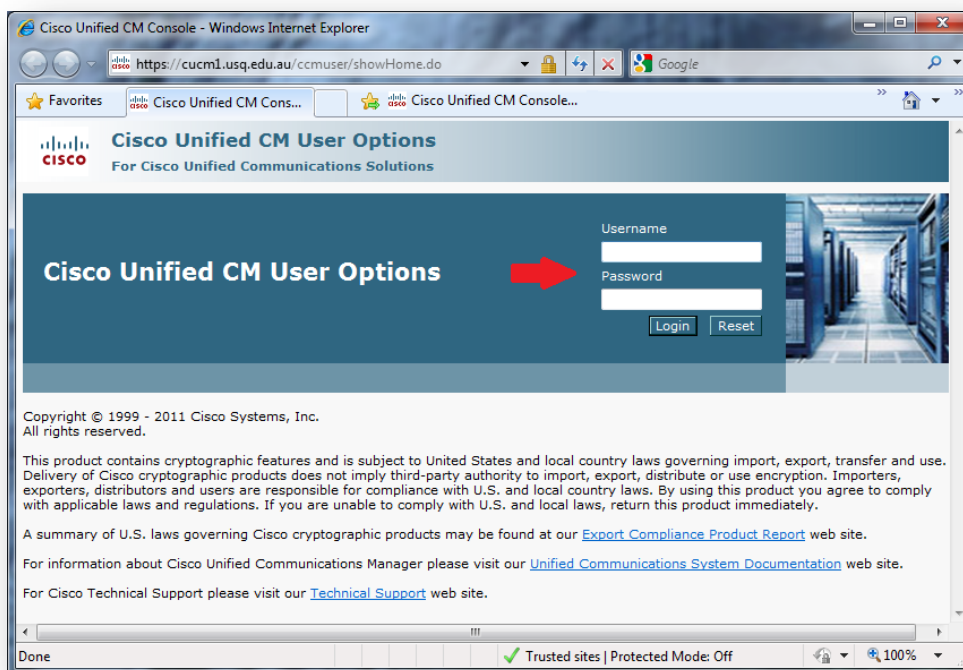 Cisco Unified CM Console - Windows Internet Explorer
https://cucm1.usq.edu.au/ccmuser/showHome.do
Google
Favorites
Cisco Unified CM Cons...
Cisco Unified CM Console...
CISCO
Cisco Unified CM User Options
For Cisco Unified Communications Solutions
Cisco Unified CM User Options
Username
Password
Login
Reset
Copyright © 1999 - 2011 Cisco Systems, Inc.
All rights reserved.
This product contains cryptographic features and is subject to United States and local country laws governing import, export, transfer and use.
Delivery of Cisco cryptographic products does not imply third-party authority to import, export, distribute or use encryption. Importers,
exporters, distributors and users are responsible for compliance with U.S. and local country laws. By using this product you agree to comply
with applicable laws and regulations. If you are unable to comply with U.S. and local laws, return this product immediately.
A summary of U.S. laws governing Cisco cryptographic products may be found at our Export Compliance Product Report web site.
For information about Cisco Unified Communications Manager please visit our Unified Communications System Documentation web site.
For Cisco Technical Support please visit our Technical Support web site.
Done
Trusted sites | Protected Mode: Off
100%